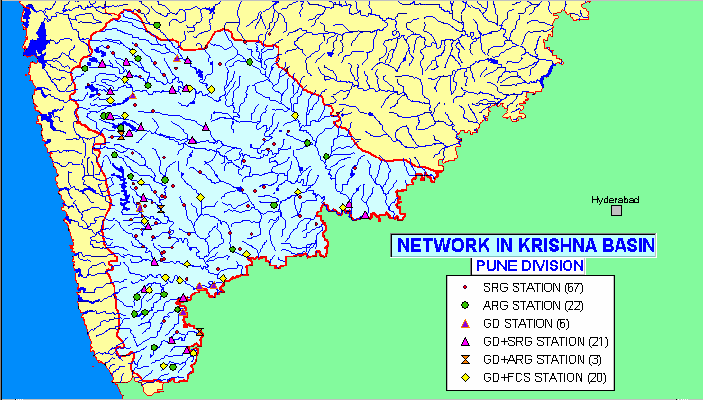 Hyderabad
NETWORK IN KRISHNA BASIN
PUNE DIVISION
SRG STATION (67)
ARG STATION (22)
GD STATION (6)
GD+SRG STATION (21)
GD+ARG STATION (3)
GD+FCS STATION (20)